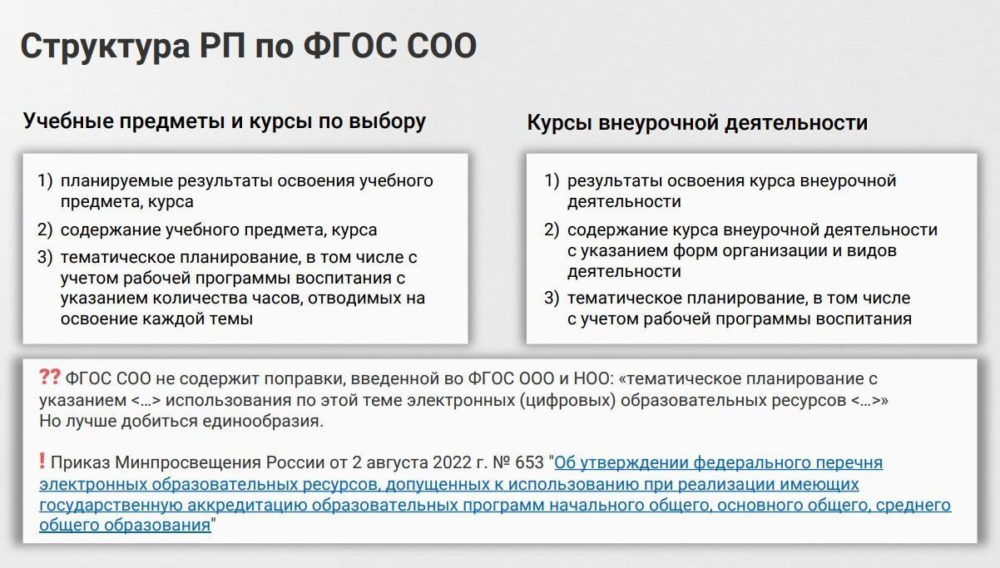 Структура РП по ФГОС СОО
Учебные предметы и курсы по выбору
1) планируемые результаты освоения учебного
предмета, курса
2) содержание учебного предмета, курса
3) тематическое планирование, в том числе с
учетом рабочей программы воспитания с
указанием количества часов, отводимых на
освоение каждой темы
Курсы внеурочной деятельности
1) результаты освоения курса внеурочной
деятельности
2) содержание курса внеурочной деятельности
с указанием форм организации и видов
деятельности
3) тематическое планирование, в том числе
с учетом рабочей программы воспитания
?? ФГОС СОО не содержит поправки, введенной во ФГОС ООО и НОО: «тематическое планирование с
указанием <…> использования по этой теме электронных (цифровых) образовательных ресурсов <…>»
Но лучше добиться единообразия.
! Приказ Минпросвещения России от 2 августа 2022 г. № 653 "Об утверждении федерального перечня
электронных образовательных ресурсов, допущенных к использованию при реализации имеющих
государственную аккредитацию образовательных программ начального общего, основного общего, среднего
общего образования"